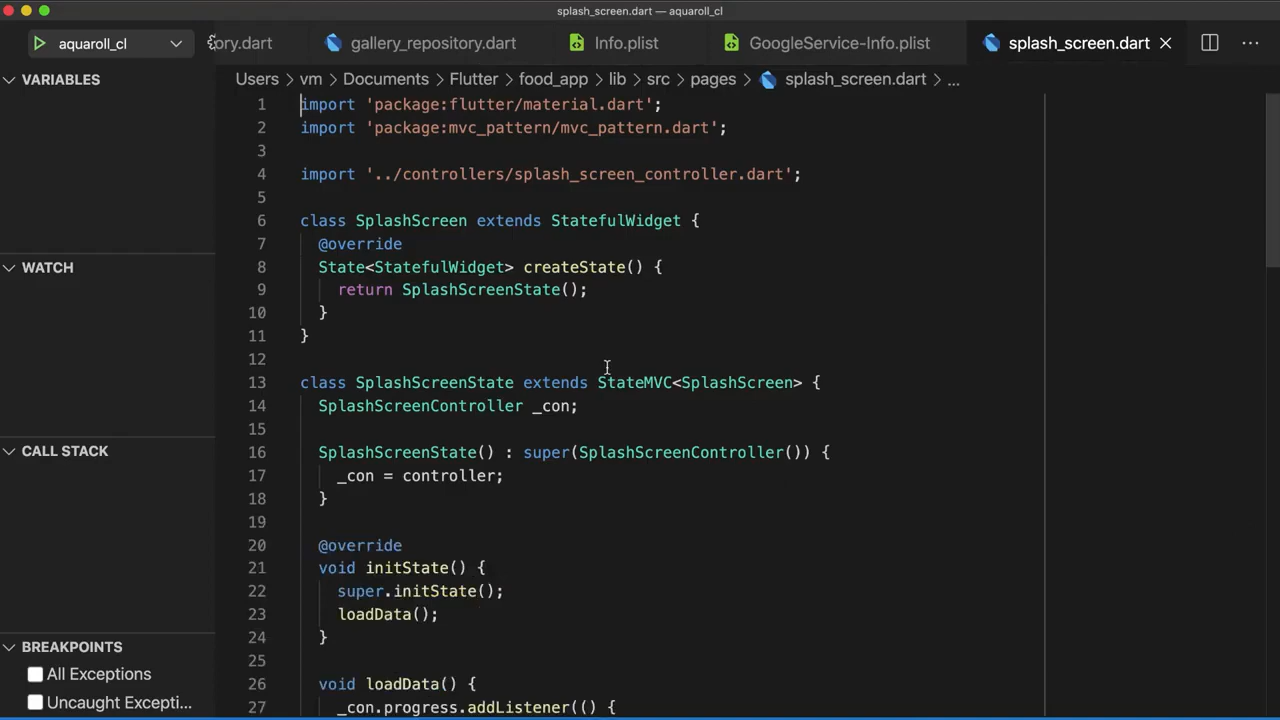 splash_screen.dart — aquaroll_cl
aquaroll_cl
ory.dart
gallery_repository.dart
Info.plist
GoogleService-Info.plist
splash_screen.dart
VARIABLES
WATCH
CALL STACK
BREAKPOINTS
All Exceptions
Uncaught Excepti...
Users > vm > Documents > Flutter > food_app > lib > src > pages > splash_screen.dart > ...
1 import 'package:flutter/material.dart';
2 import 'package:mvc_pattern/mvc_pattern.dart';
3
4 import '../controllers/splash_screen_controller.dart';
5
6 class SplashScreen extends StatefulWidget {
7 @override
8 State<StatefulWidget> createState() {
9 return SplashScreenState();
10 }
11 }
12
13 class SplashScreenState extends StateMVC<SplashScreen> {
14 SplashScreenController _con;
15
16 SplashScreenState() : super(SplashScreenController()) {
17 _con = controller;
18 }
19
20 @override
21 void initState() {
22 super.initState();
23 loadData();
24 }
25
26 void loadData() {
27 _con.progress.addListener(() {